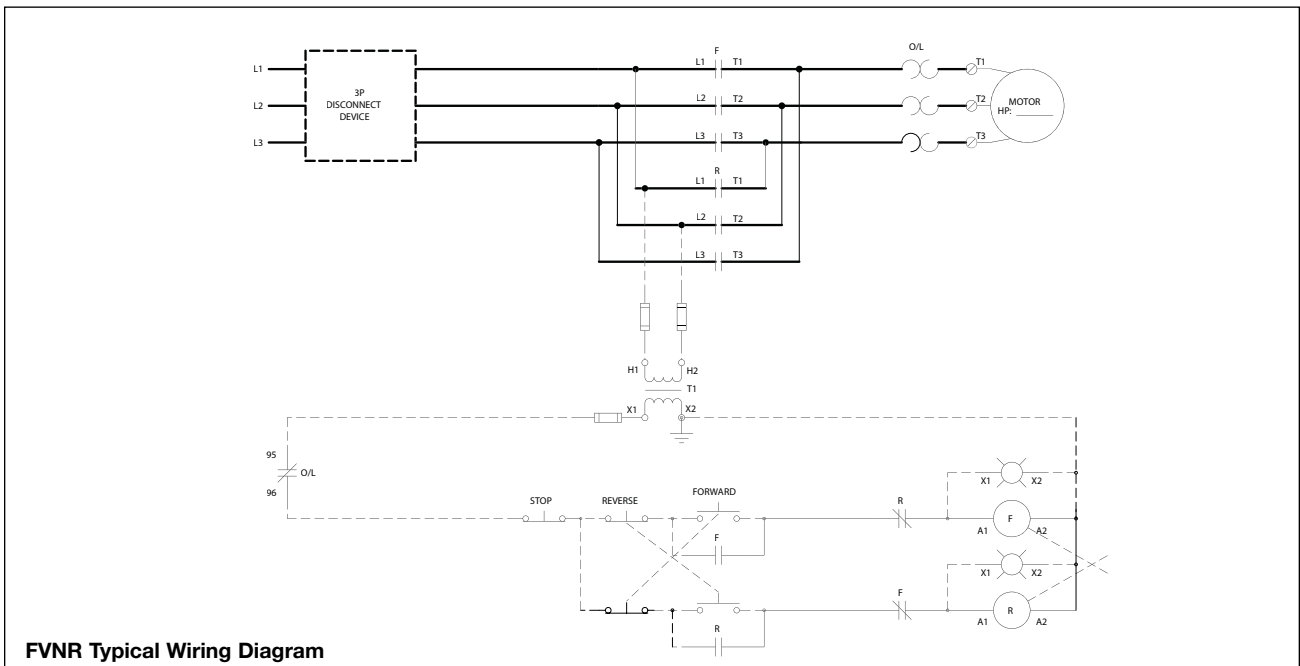 F
O/L
L1
L1
T1
T1
3P
DISCONNECT
DEVICE
L2
L2
T2
T2
MOTOR
HP: ________
L3
L3
T3
T3
R
L1
T1
L2
T2
L3
T3
H1
H2
T1
X1
X2
95
O/L
96
STOP
REVERSE
FORWARD
F
R
X1
X2
F
A1
A2
R
F
X1
X2
R
A1
A2
FVNR Typical Wiring Diagram